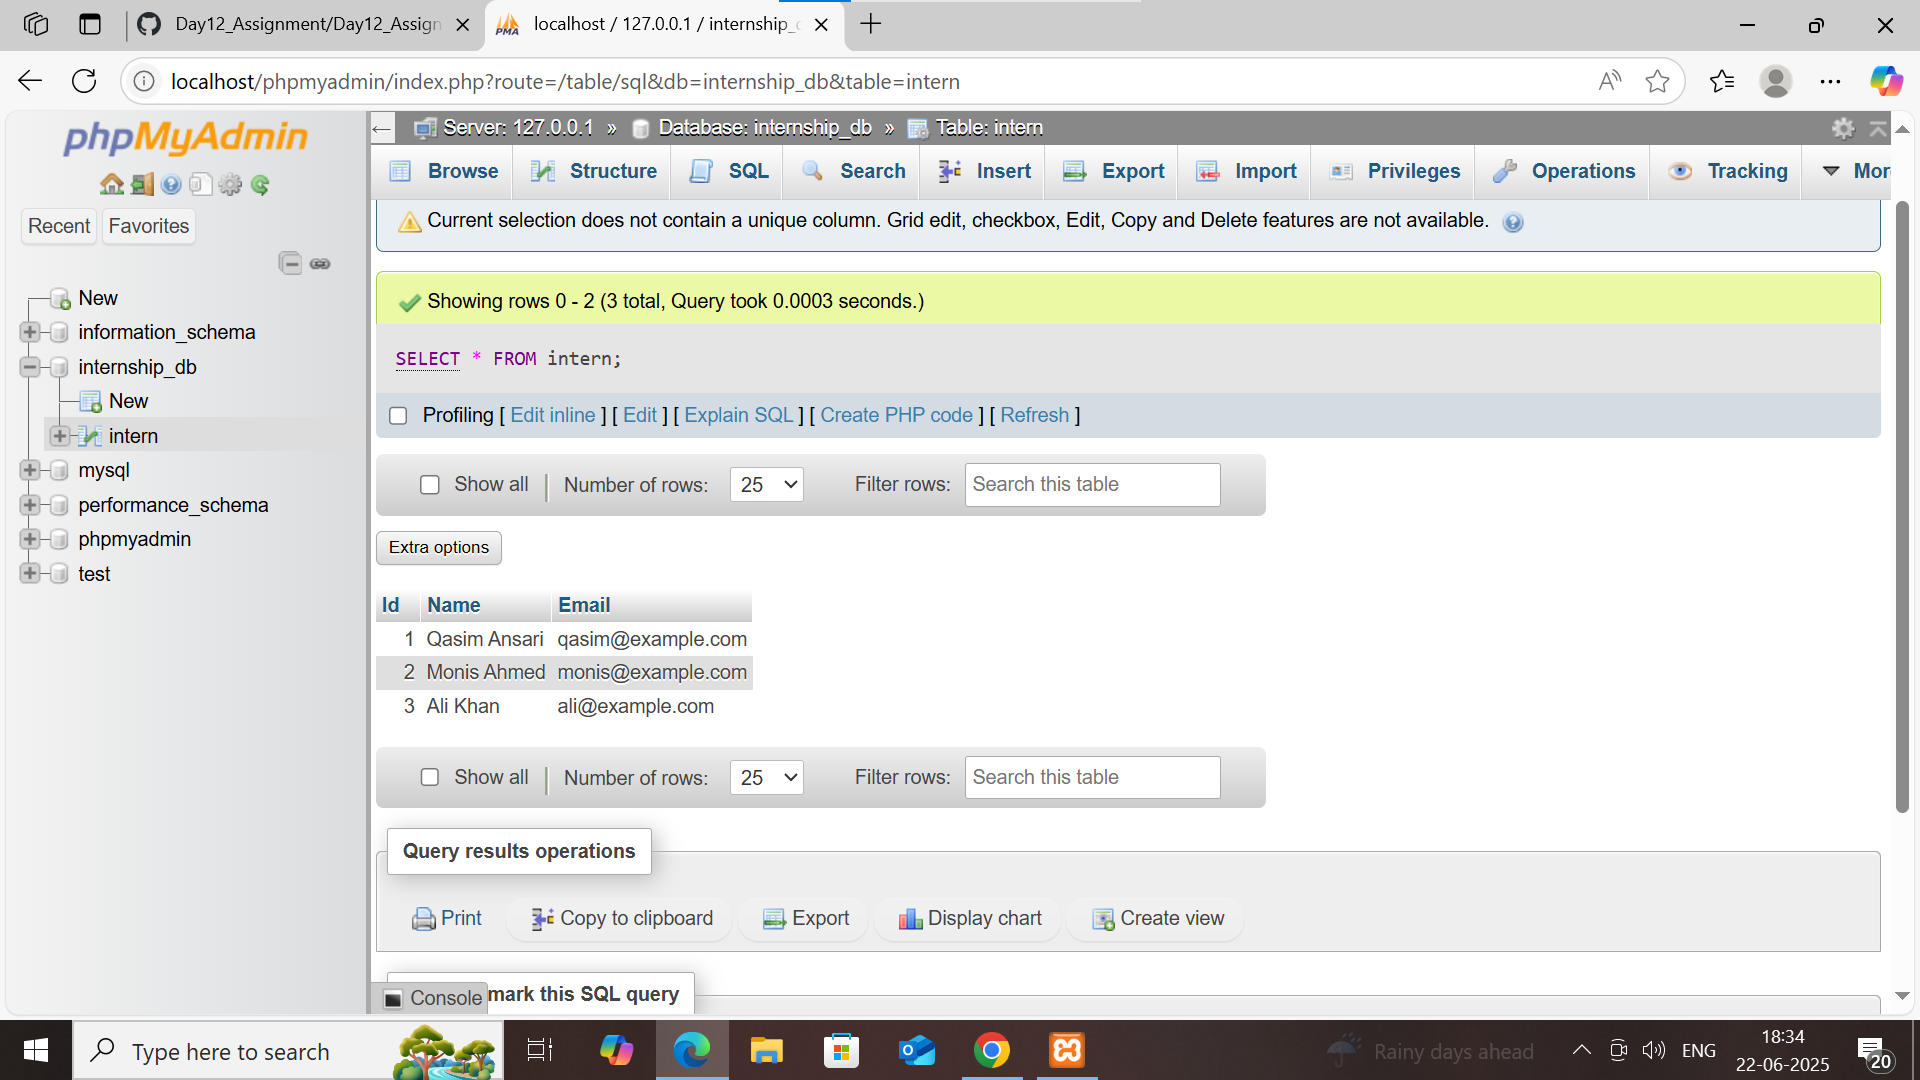 Day12_Assignment/Day12_Assign
localhost / 127.0.0.1 / internship_
localhost/phpmyadmin/index.php?route=/table/sql&db=internship_db&table=intern
phpMyAdmin
Recent
Favorites
New
information_schema
internship_db
New
intern
mysql
performance_schema
phpmyadmin
test
Server: 127.0.0.1 » Database: internship_db » Table: intern
Browse Structure SQL Search Insert Export Import Privileges Operations Tracking Mor
Current selection does not contain a unique column. Grid edit, checkbox, Edit, Copy and Delete features are not available.
Showing rows 0 - 2 (3 total, Query took 0.0003 seconds.)
SELECT * FROM intern;
Profiling [ Edit inline ] [ Edit ] [ Explain SQL ] [ Create PHP code ] [ Refresh ]
Show all | Number of rows: 25 Filter rows: Search this table
Extra options
Id Name Email
1 Qasim Ansari qasim@example.com
2 Monis Ahmed monis@example.com
3 Ali Khan ali@example.com
Show all | Number of rows: 25 Filter rows: Search this table
Query results operations
Print Copy to clipboard Export Display chart Create view
Console mark this SQL query
Type here to search
Rainy days ahead
ENG
18:34
22-06-2025
20